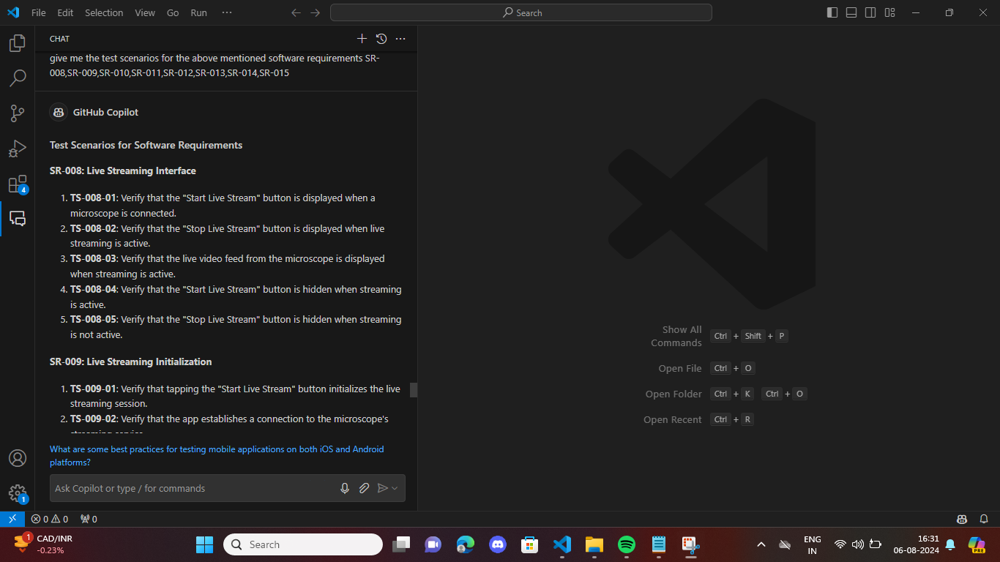 File Edit Selection View Go Run ···
Search
CHAT
give me the test scenarios for the above mentioned software requirements SR-
008,SR-009,SR-010,SR-011,SR-012,SR-013,SR-014,SR-015
GitHub Copilot
Test Scenarios for Software Requirements
SR-008: Live Streaming Interface
1. TS-008-01: Verify that the "Start Live Stream" button is displayed when a
microscope is connected.
2. TS-008-02: Verify that the "Stop Live Stream" button is displayed when live
streaming is active.
3. TS-008-03: Verify that the live video feed from the microscope is displayed
when streaming is active.
4. TS-008-04: Verify that the "Start Live Stream" button is hidden when streaming
is active.
5. TS-008-05: Verify that the "Stop Live Stream" button is hidden when streaming
is not active.
SR-009: Live Streaming Initialization
1. TS-009-01: Verify that tapping the "Start Live Stream" button initializes the live
streaming session.
2. TS-009-02: Verify that the app establishes a connection to the microscope's
streaming service.
What are some best practices for testing mobile applications on both iOS and Android
platforms?
Ask Copilot or type / for commands
4
1
Show All
Commands
Ctrl + Shift + P
Open File Ctrl + O
Open Folder Ctrl + K Ctrl + O
Open Recent Ctrl + R
0 0 0
1
CAD/INR
-0.23%
Search
ENG
IN
16:31
06-08-2024
PRE